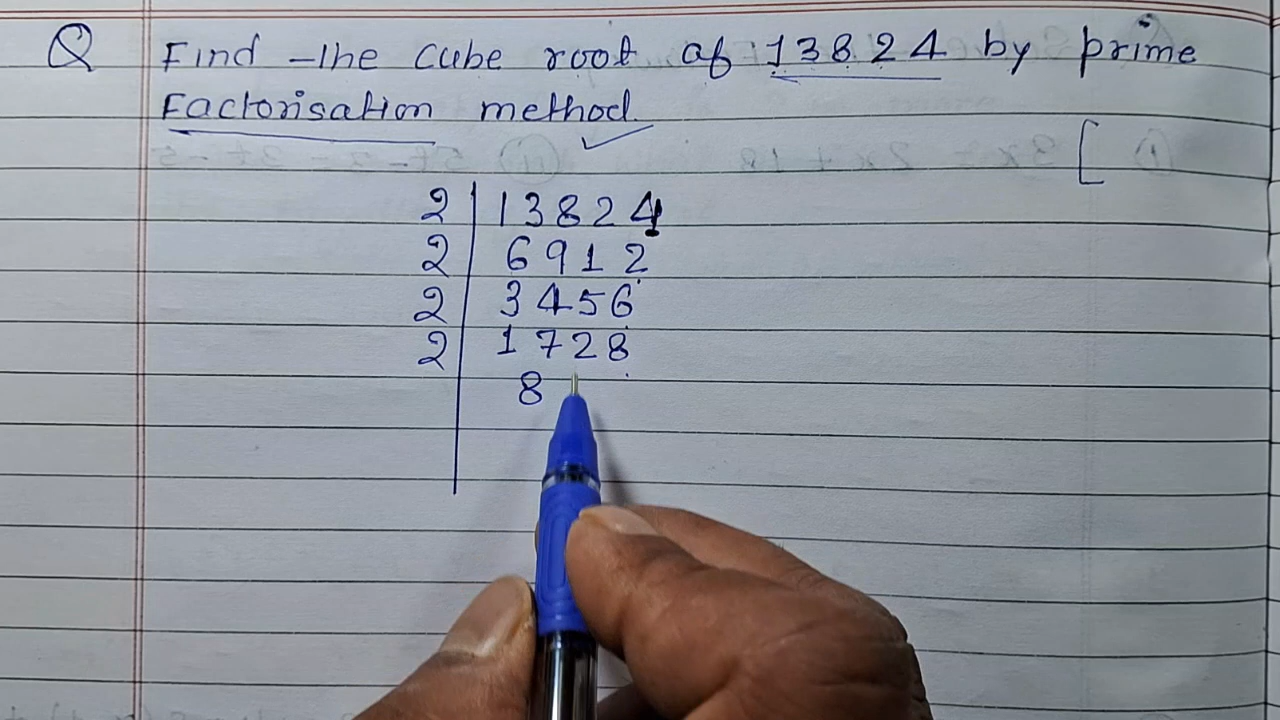 Q Find the cube root of 13824 by prime
Factorisation method.
2 13824
2 6912
2 3456
2 1728
8